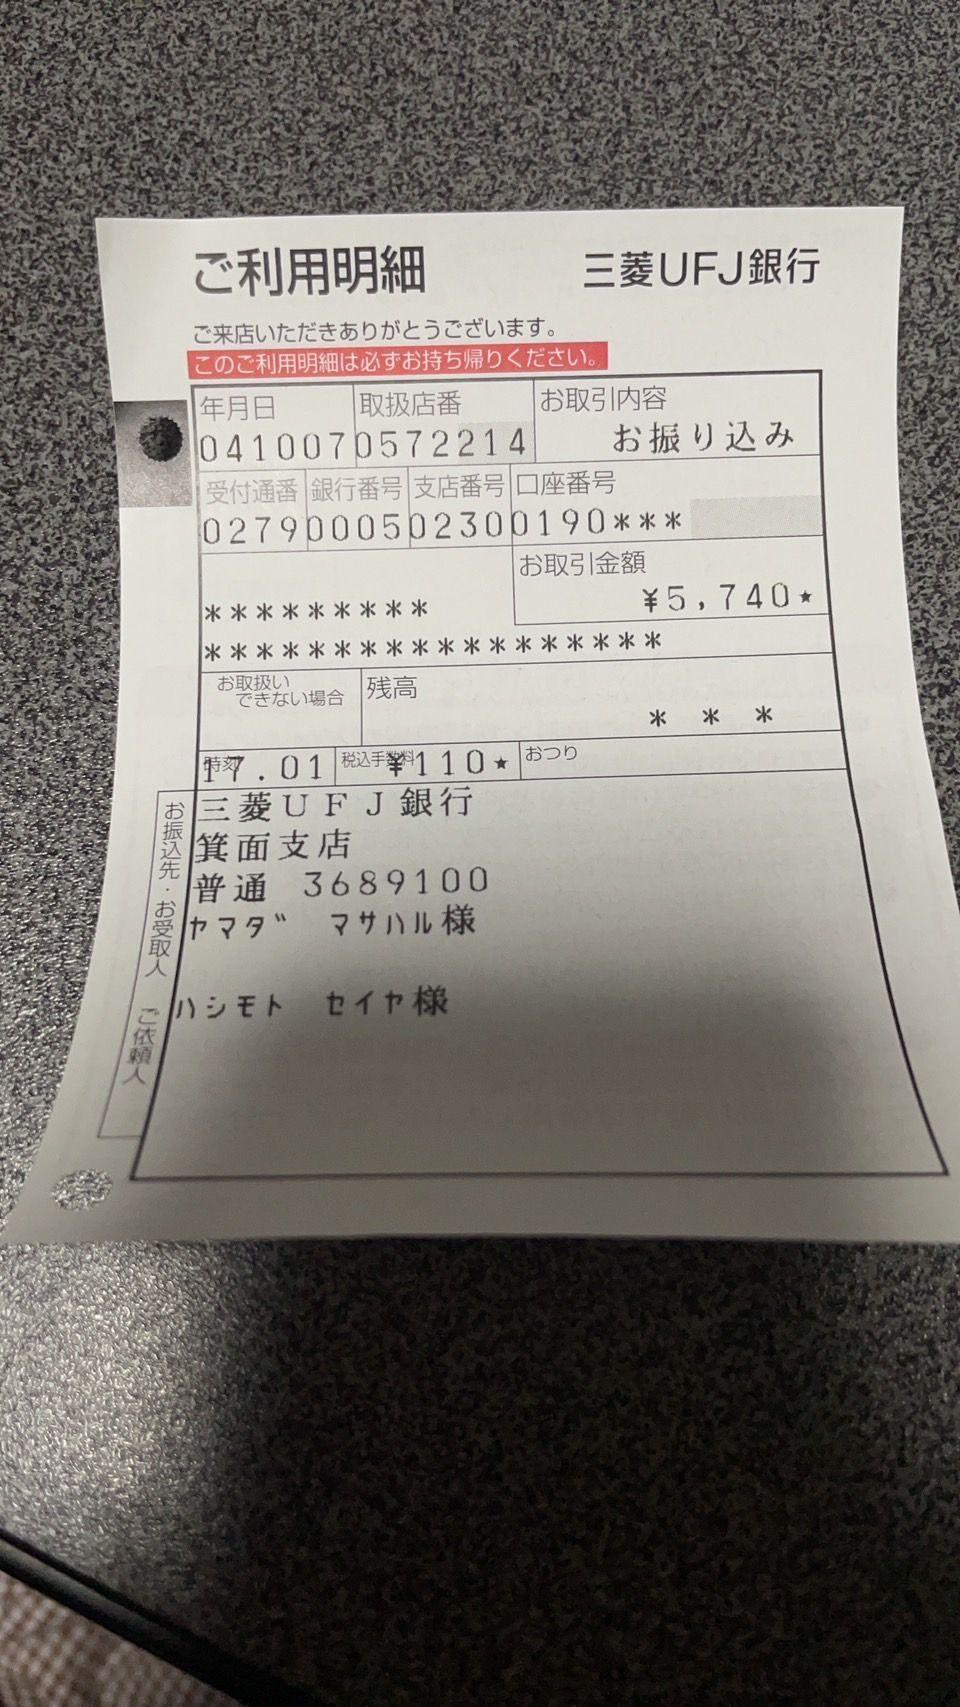 ご利用明細 三菱UFJ銀行
ご来店いただきありがとうございます。
このご利用明細は必ずお持ち帰りください。
年月日 取扱店番 お取引内容
041007 0572214 お振り込み
受付通番 銀行番号 支店番号 口座番号
0279 0005 0230 0190***
お取引金額
¥5,740★
*********
******************
お取扱い 残高
できない場合
* * *
時刻 税込手数料 おつり
17.01 ¥110★
お振込先・お受取人
三菱UFJ銀行
箕面支店
普通 3689100
ヤマダ マサハル様
ご依頼人
ハシモト セイヤ様